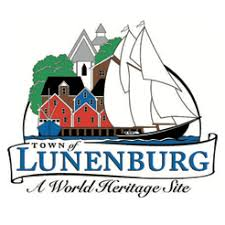 TOWN of
LUNENBURG
A World Heritage Site